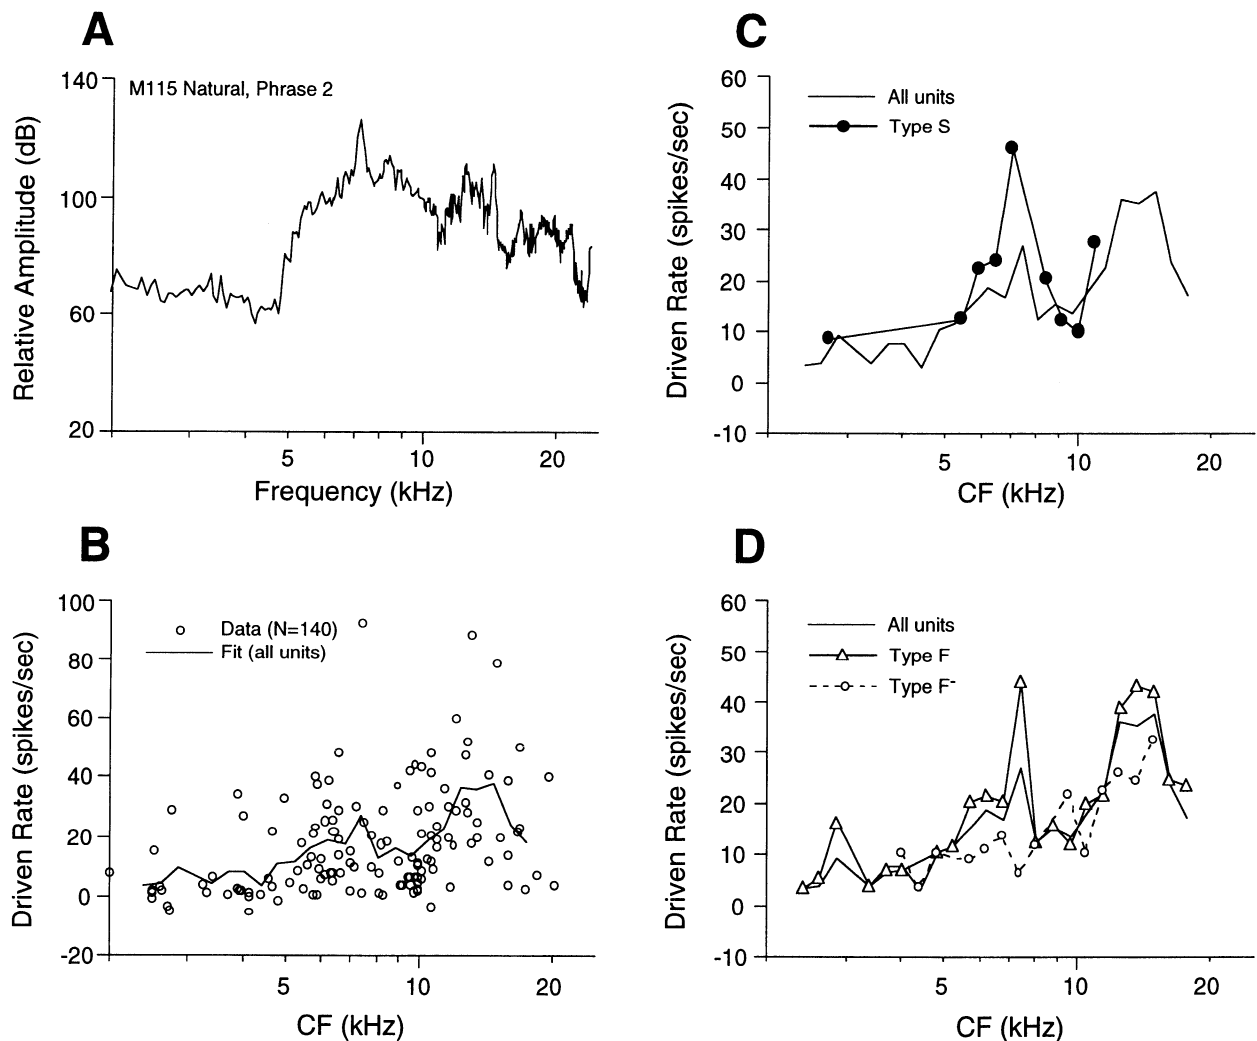 A
140
M115 Natural, Phrase 2
100
60
20
Relative Amplitude (dB)
5 10 20
Frequency (kHz)
C
60
50
40
30
20
10
0
-10
Driven Rate (spikes/sec)
All units
Type S
5 10 20
CF (kHz)
B
100
80
60
40
20
0
-20
Driven Rate (spikes/sec)
Data (N=140)
Fit (all units)
5 10 20
CF (kHz)
D
60
50
40
30
20
10
0
-10
Driven Rate (spikes/sec)
All units
Type F
Type F-
5 10 20
CF (kHz)